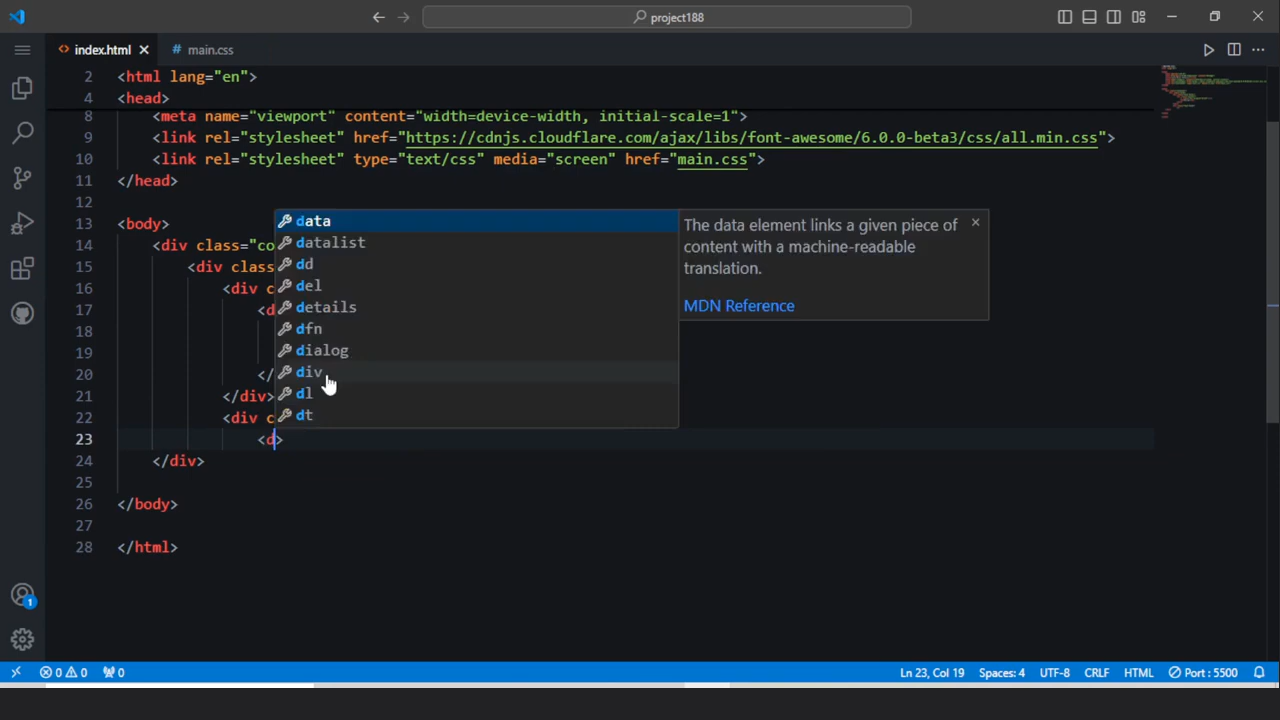 project188
index.html
# main.css
2 <html lang="en">
4 <head>
8 <meta name="viewport" content="width=device-width, initial-scale=1">
9 <link rel="stylesheet" href="https://cdnjs.cloudflare.com/ajax/libs/font-awesome/6.0.0-beta3/css/all.min.css">
10 <link rel="stylesheet" type="text/css" media="screen" href="main.css">
11 </head>
12
13 <body>
14 <div class="co
15 <div class
16 <div c
17 <d
18
19
20 </
21 </div>
22 <div c
23 <d>
24 </div>
25
26 </body>
27
28 </html>
data
datalist
dd
del
details
dfn
dialog
div
dl
dt
The data element links a given piece of
content with a machine-readable
translation.
MDN Reference
1
0 0 0
Ln 23, Col 19
Spaces: 4
UTF-8
CRLF
HTML
Port : 5500